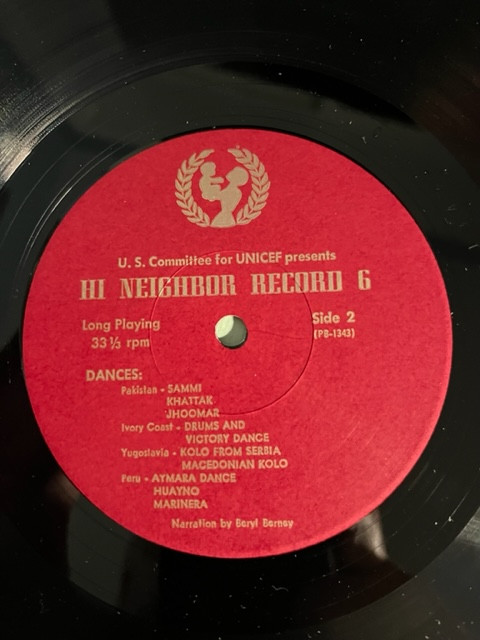 U. S. Committee for UNICEF presents
HI NEIGHBOR RECORD 6
Long Playing
33 ⅓ rpm
Side 2
(PB-1343)
DANCES:
Pakistan - SAMMI
KHATTAK
JHOOMAR
Ivory Coast - DRUMS AND
VICTORY DANCE
Yugoslavia - KOLO FROM SERBIA
MACEDONIAN KOLO
Peru - AYMARA DANCE
HUAYNO
MARINERA
Narration by Beryl Berney